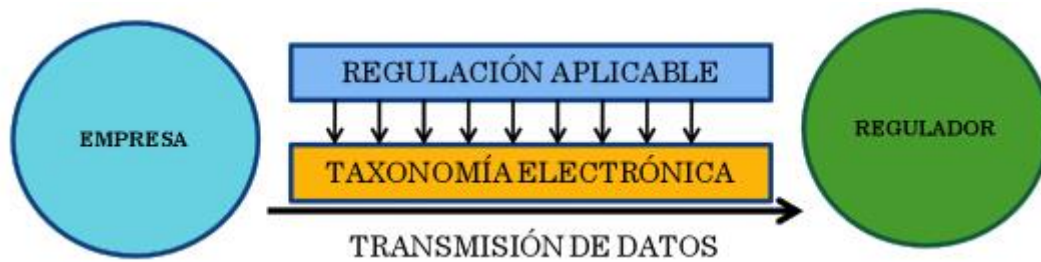 EMPRESA
REGULACIÓN APLICABLE
TAXONOMÍA ELECTRÓNICA
TRANSMISIÓN DE DATOS
REGULADOR